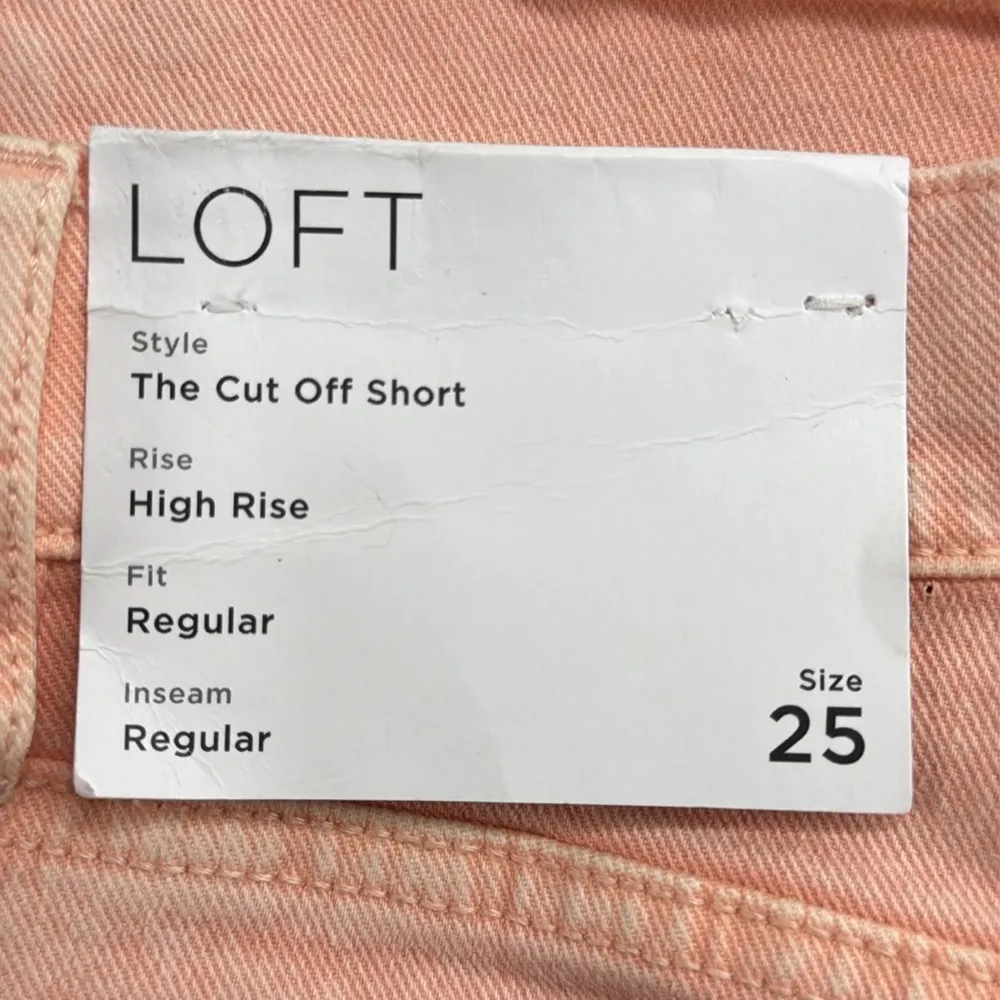 LOFT
Style
The Cut Off Short
Rise
High Rise
Fit
Regular
Inseam
Regular
Size
25